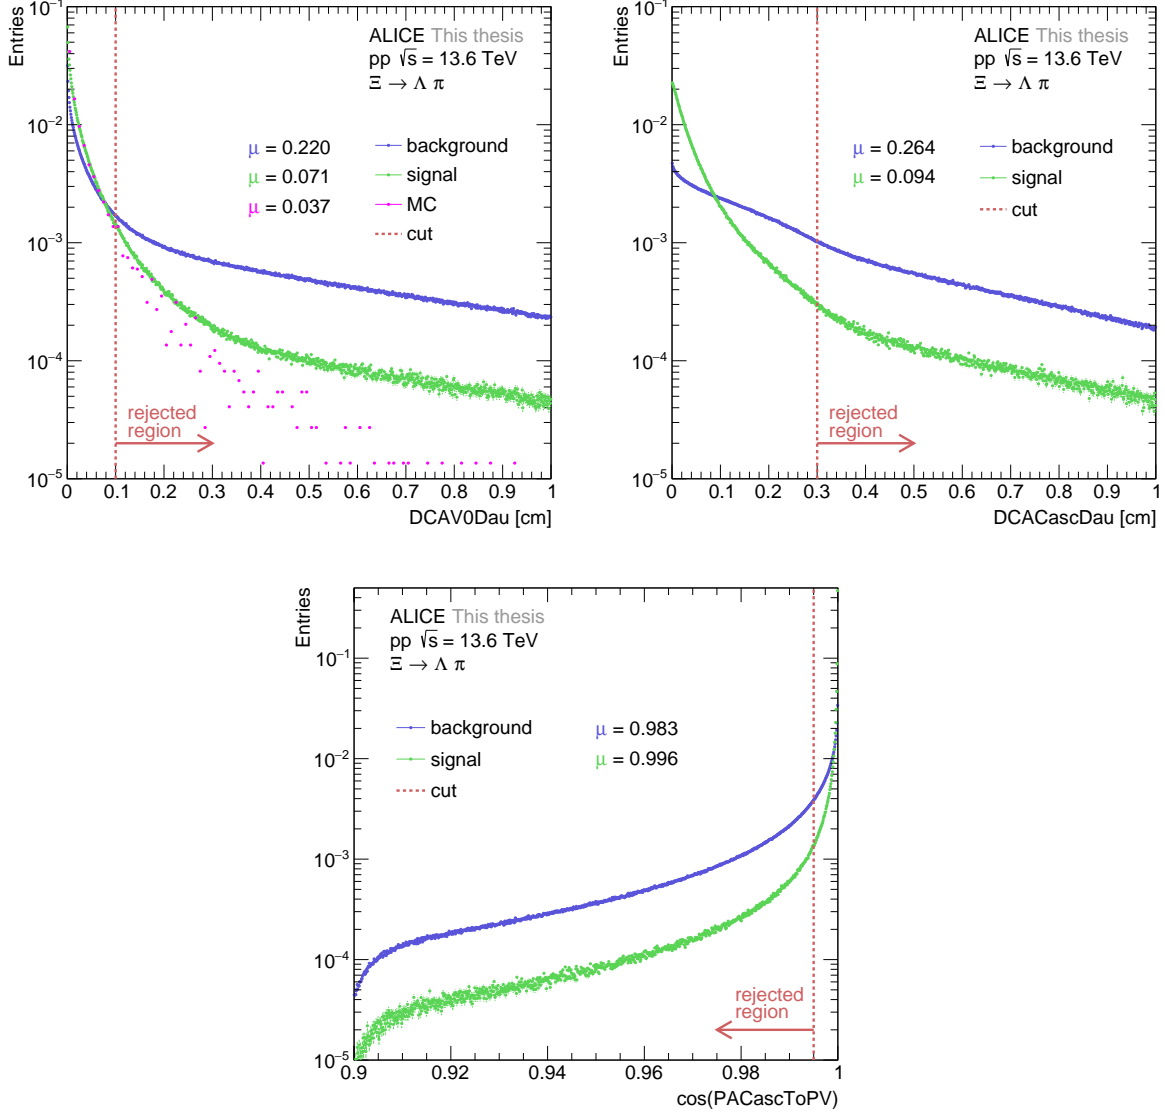 Entries
10⁻¹
10⁻²
10⁻³
10⁻⁴
10⁻⁵
ALICE This thesis
pp √s = 13.6 TeV
Ξ → Λ π
μ = 0.220
μ = 0.071
μ = 0.037
background
signal
MC
cut
rejected
region
0 0.1 0.2 0.3 0.4 0.5 0.6 0.7 0.8 0.9 1
DCAV0Dau [cm]
Entries
10⁻¹
10⁻²
10⁻³
10⁻⁴
10⁻⁵
ALICE This thesis
pp √s = 13.6 TeV
Ξ → Λ π
μ = 0.264
μ = 0.094
background
signal
cut
rejected
region
0 0.1 0.2 0.3 0.4 0.5 0.6 0.7 0.8 0.9 1
DCACascDau [cm]
Entries
10⁻¹
10⁻²
10⁻³
10⁻⁴
10⁻⁵
ALICE This thesis
pp √s = 13.6 TeV
Ξ → Λ π
background
signal
cut
μ = 0.983
μ = 0.996
rejected
region
0.9 0.92 0.94 0.96 0.98 1
cos(PACascToPV)